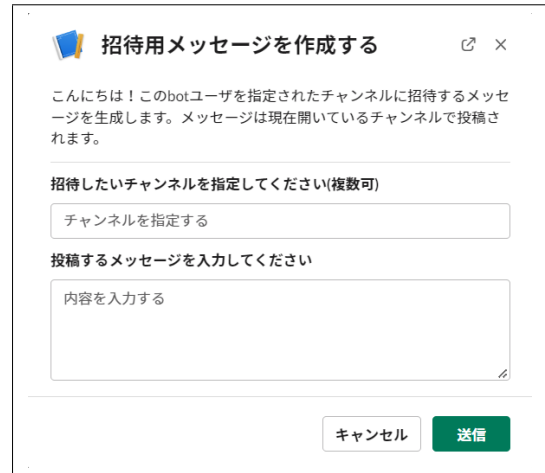 招待用メッセージを作成する
こんにちは！このbotユーザを指定されたチャンネルに招待するメッセ
ージを生成します。メッセージは現在開いているチャンネルで投稿さ
れます。
招待したいチャンネルを指定してください(複数可)
チャンネルを指定する
投稿するメッセージを入力してください
内容を入力する
キャンセル
送信